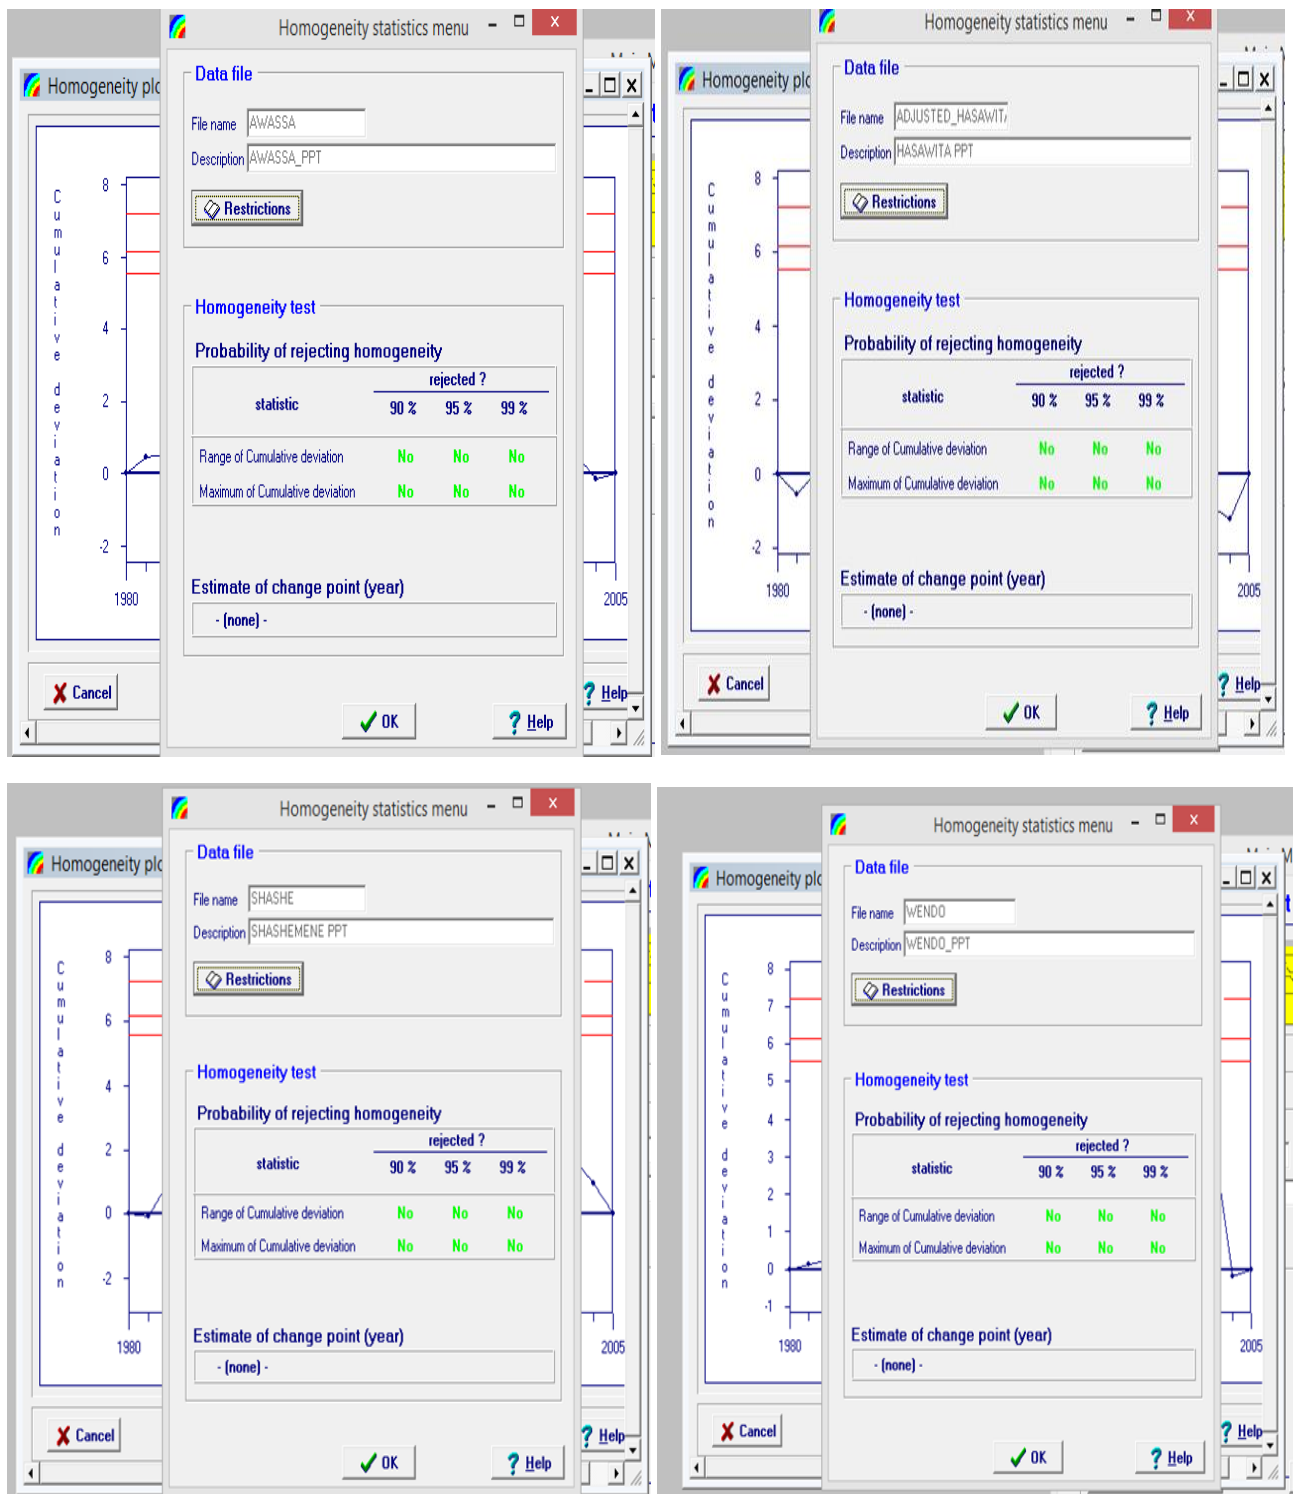 Homogeneity statistics menu
Homogeneity plo
Data file
File name AWASSA
Description AWASSA_PPT
Restrictions
Cumulative deviation
8
6
4
2
0
-2
1980
2005
Homogeneity test
Probability of rejecting homogeneity
rejected ?
statistic 90 % 95 % 99 %
Range of Cumulative deviation No No No
Maximum of Cumulative deviation No No No
Estimate of change point (year)
- (none) -
Cancel
OK
Help
Help
Homogeneity statistics menu
Homogeneity plo
Data file
File name ADJUSTED_HASAWITA
Description HASAWITA PPT
Restrictions
Cumulative deviation
8
6
4
2
0
-2
1980
2005
Homogeneity test
Probability of rejecting homogeneity
rejected ?
statistic 90 % 95 % 99 %
Range of Cumulative deviation No No No
Maximum of Cumulative deviation No No No
Estimate of change point (year)
- (none) -
Cancel
OK
Help
Help
Homogeneity statistics menu
Homogeneity plo
Data file
File name SHASHE
Description SHASHEMENE PPT
Restrictions
Cumulative deviation
8
6
4
2
0
-2
1980
2005
Homogeneity test
Probability of rejecting homogeneity
rejected ?
statistic 90 % 95 % 99 %
Range of Cumulative deviation No No No
Maximum of Cumulative deviation No No No
Estimate of change point (year)
- (none) -
Cancel
OK
Help
Help
Homogeneity statistics menu
Homogeneity plo
Data file
File name WENDO
Description WENDO_PPT
Restrictions
Cumulative deviation
8
7
6
5
4
3
2
1
0
-1
1980
2005
Homogeneity test
Probability of rejecting homogeneity
rejected ?
statistic 90 % 95 % 99 %
Range of Cumulative deviation No No No
Maximum of Cumulative deviation No No No
Estimate of change point (year)
- (none) -
Cancel
OK
Help
Help